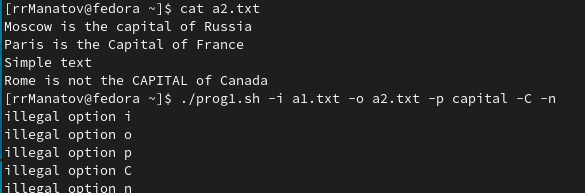 [rrManatov@fedora ~]$ cat a2.txt
Moscow is the capital of Russia
Paris is the Capital of France
Simple text
Rome is not the CAPITAL of Canada
[rrManatov@fedora ~]$ ./prog1.sh -i a1.txt -o a2.txt -p capital -C -n
illegal option i
illegal option o
illegal option p
illegal option C
illegal option n